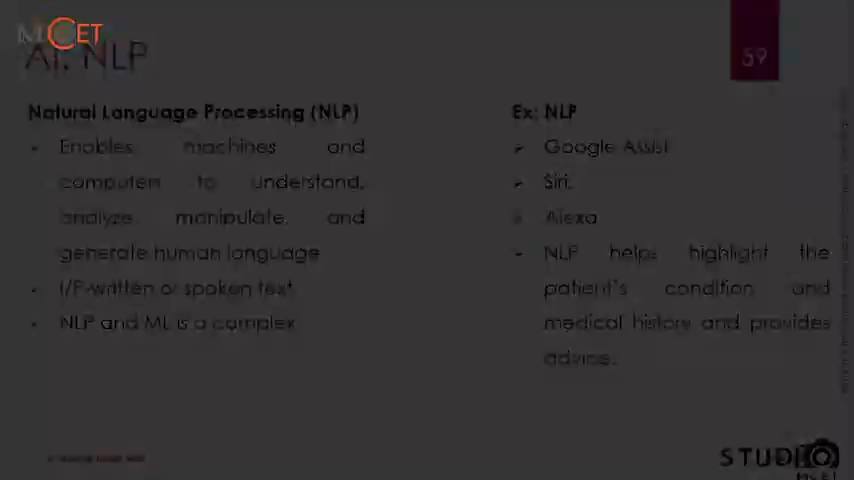 MCET
AI: NLP
59
Natural Language Processing (NLP)
Enables machines and
computers to understand,
analyze, manipulate, and
generate human language
I/P-written or spoken text
NLP and ML is a complex
Ex: NLP
Google Assist
Siri,
Alexa
NLP helps highlight the
patient's condition and
medical history and provides
advice.
STUDIO